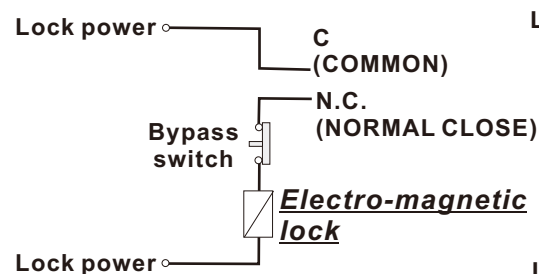 Lock power
C
(COMMON)
N.C.
(NORMAL CLOSE)
Bypass
switch
Electro-magnetic
lock
Lock power
L
L